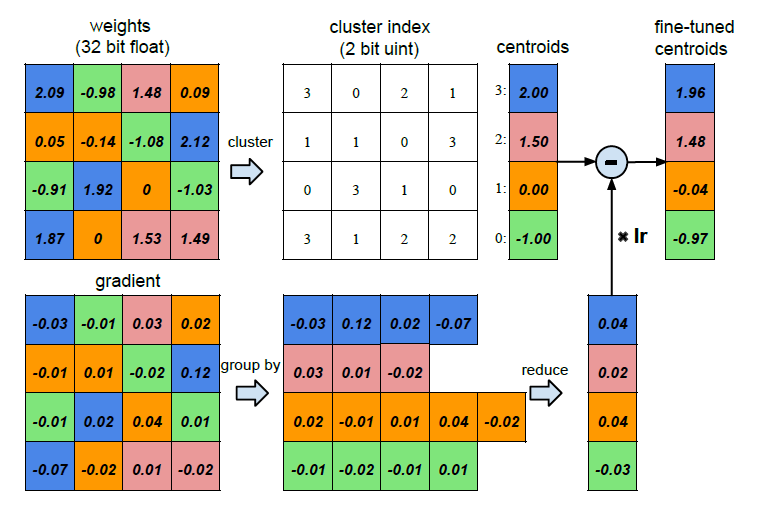 weights
(32 bit float)
cluster index
(2 bit uint)
centroids
fine-tuned
centroids
2.09 -0.98 1.48 0.09
3 0 2 1
3: 2.00
1.96
0.05 -0.14 -1.08 2.12
cluster
1 1 0 3
2: 1.50
1.48
-0.91 1.92 0 -1.03
0 3 1 0
1: 0.00
-0.04
1.87 0 1.53 1.49
3 1 2 2
0: -1.00
-0.97
× lr
gradient
-0.03 -0.01 0.03 0.02
-0.03 0.12 0.02 -0.07
0.04
-0.01 0.01 -0.02 0.12
group by
0.03 0.01 -0.02
reduce
0.02
-0.01 0.02 0.04 0.01
0.02 -0.01 0.01 0.04 -0.02
0.04
-0.07 -0.02 0.01 -0.02
-0.01 -0.02 -0.01 0.01
-0.03